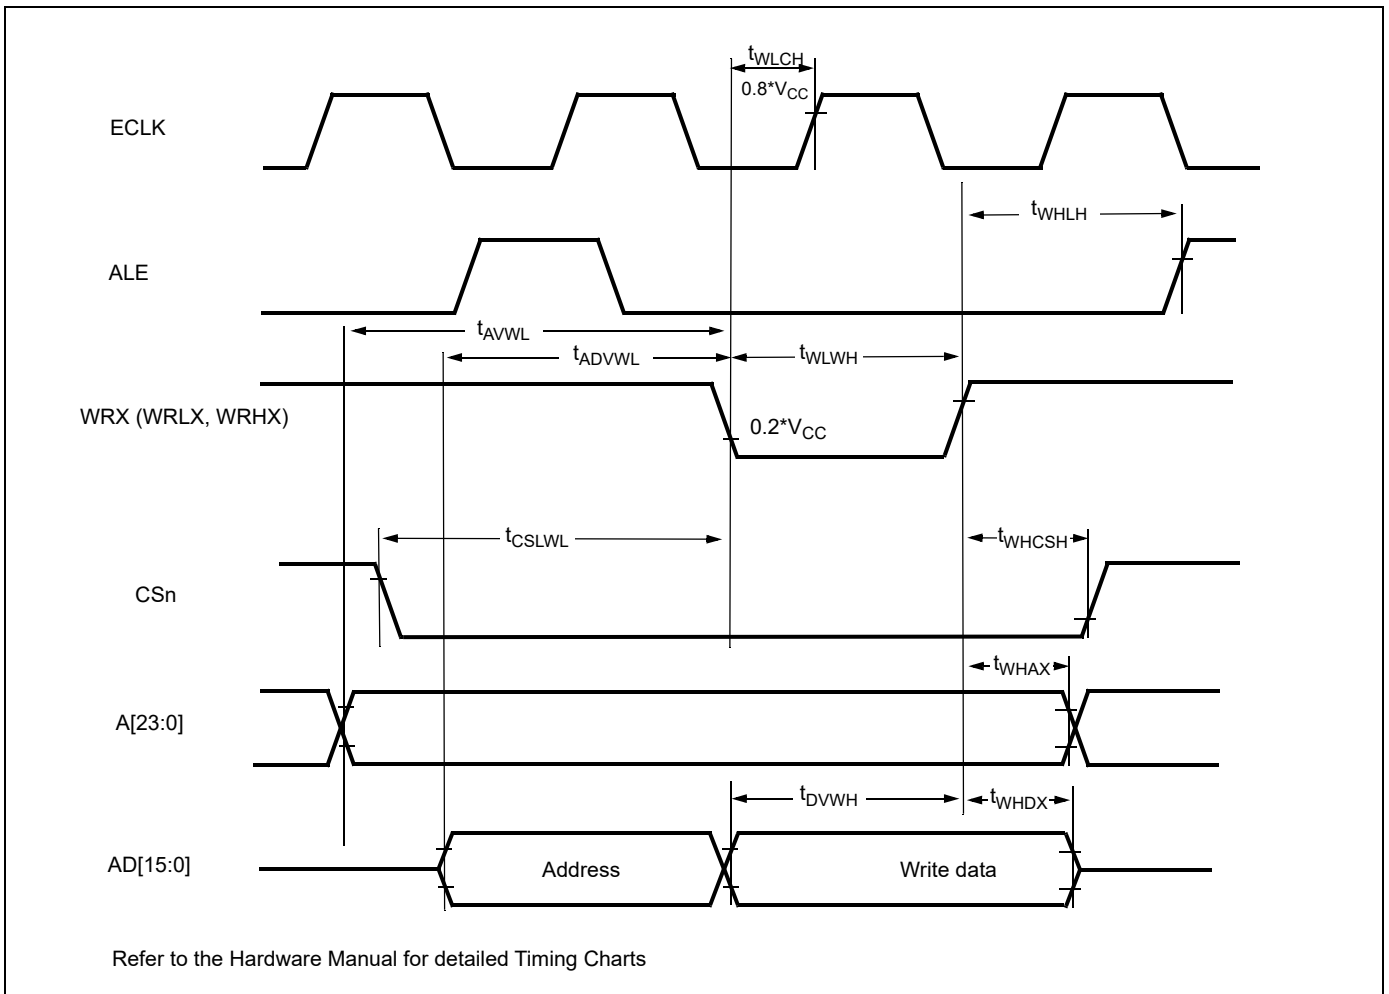 tWLCH
0.8*VCC
ECLK
tWHLH
ALE
tAVWL
tADVWL
tWLWH
WRX (WRLX, WRHX)
0.2*VCC
tCSLWL
tWHCSH
CSn
tWHAX
A[23:0]
tDVWH
tWHDX
AD[15:0]
Address
Write data
Refer to the Hardware Manual for detailed Timing Charts